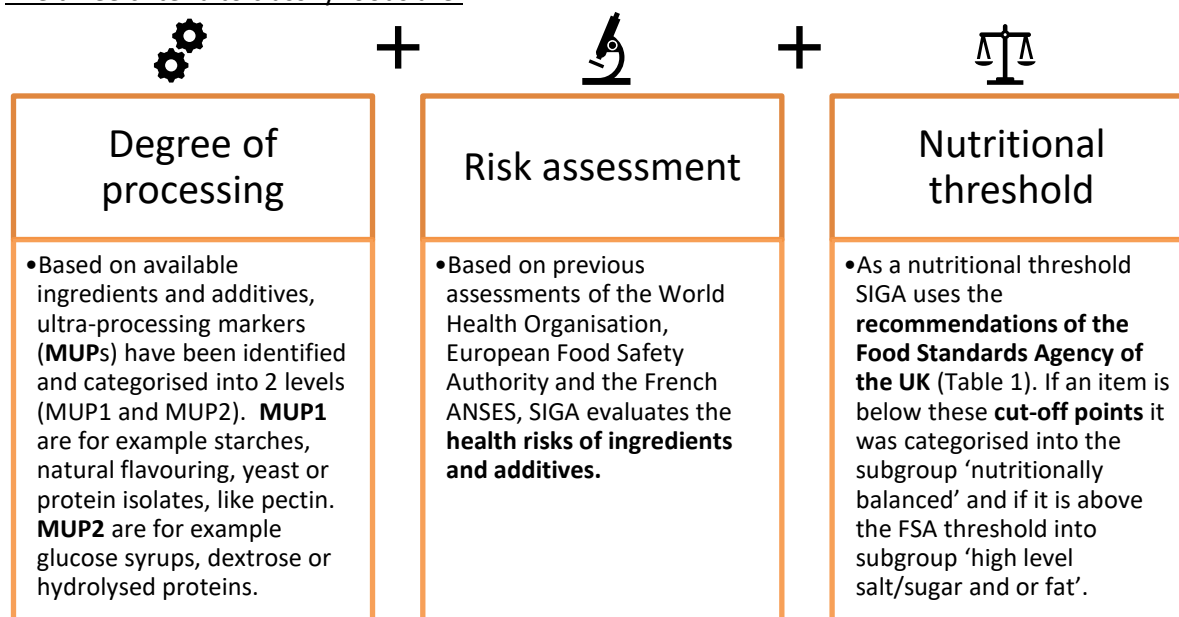 + +
Degree of
processing
•Based on available
ingredients and additives,
ultra-processing markers
(MUPs) have been identified
and categorised into 2 levels
(MUP1 and MUP2). MUP1
are for example starches,
natural flavouring, yeast or
protein isolates, like pectin.
MUP2 are for example
glucose syrups, dextrose or
hydrolysed proteins.
Risk assessment
•Based on previous
assessments of the World
Health Organisation,
European Food Safety
Authority and the French
ANSES, SIGA evaluates the
health risks of ingredients
and additives.
Nutritional
threshold
•As a nutritional threshold
SIGA uses the
recommendations of the
Food Standards Agency of
the UK (Table 1). If an item is
below these cut-off points it
was categorised into the
subgroup ‘nutritionally
balanced’ and if it is above
the FSA threshold into
subgroup ‘high level
salt/sugar and or fat’.